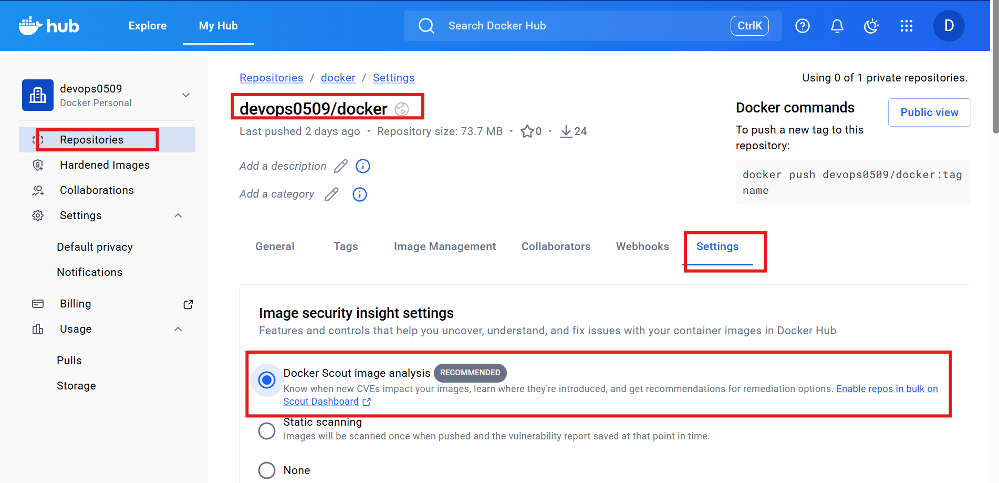 hub
Explore
My Hub
Search Docker Hub
CtrlK
D
devops0509
Docker Personal
Repositories
Hardened Images
Collaborations
Settings
Default privacy
Notifications
Billing
Usage
Pulls
Storage
Repositories / docker / Settings
Using 0 of 1 private repositories.
devops0509/docker
Last pushed 2 days ago • Repository size: 73.7 MB • 0 • 24
Add a description
Add a category
Docker commands
Public view
To push a new tag to this
repository:
docker push devops0509/docker:tag
name
General
Tags
Image Management
Collaborators
Webhooks
Settings
Image security insight settings
Features and controls that help you uncover, understand, and fix issues with your container images in Docker Hub
Docker Scout image analysis RECOMMENDED
Know when new CVEs impact your images, learn where they're introduced, and get recommendations for remediation options. Enable repos in bulk on
Scout Dashboard
Static scanning
Images will be scanned once when pushed and the vulnerability report saved at that point in time.
None